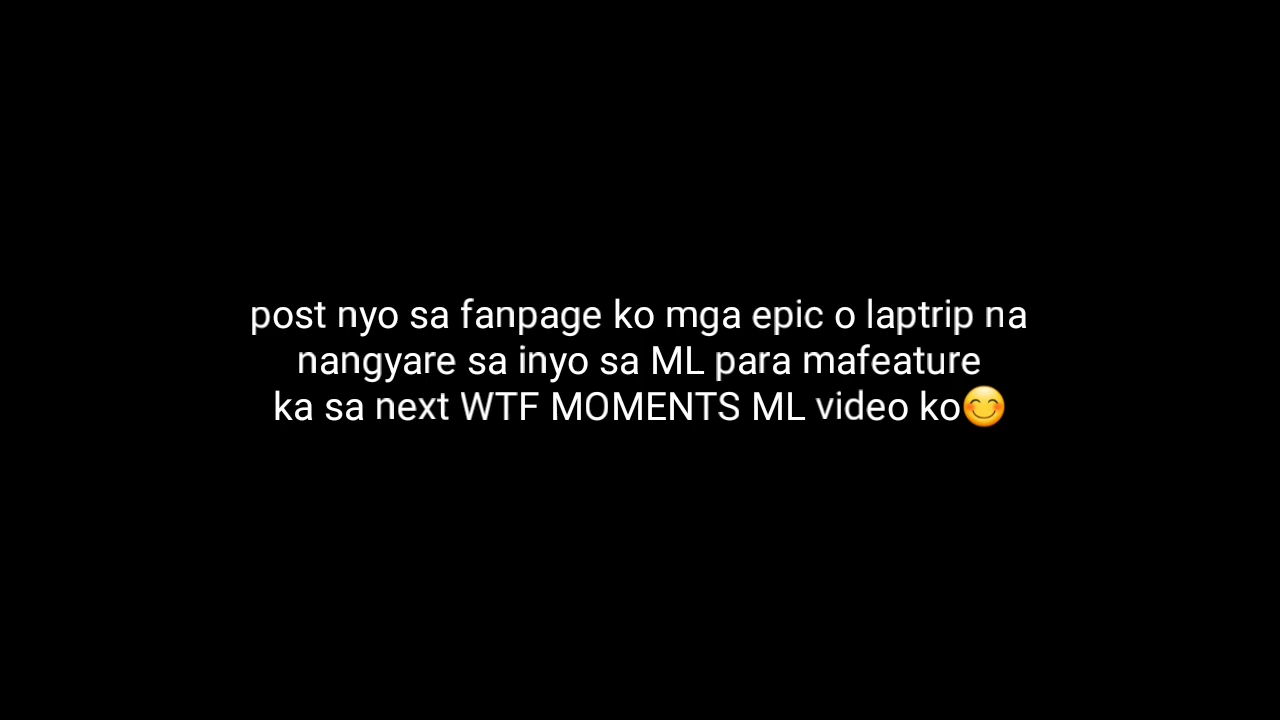 post nyo sa fanpage ko mga epic o laptrip na
nangyare sa inyo sa ML para mafeature
ka sa next WTF MOMENTS ML video ko😊